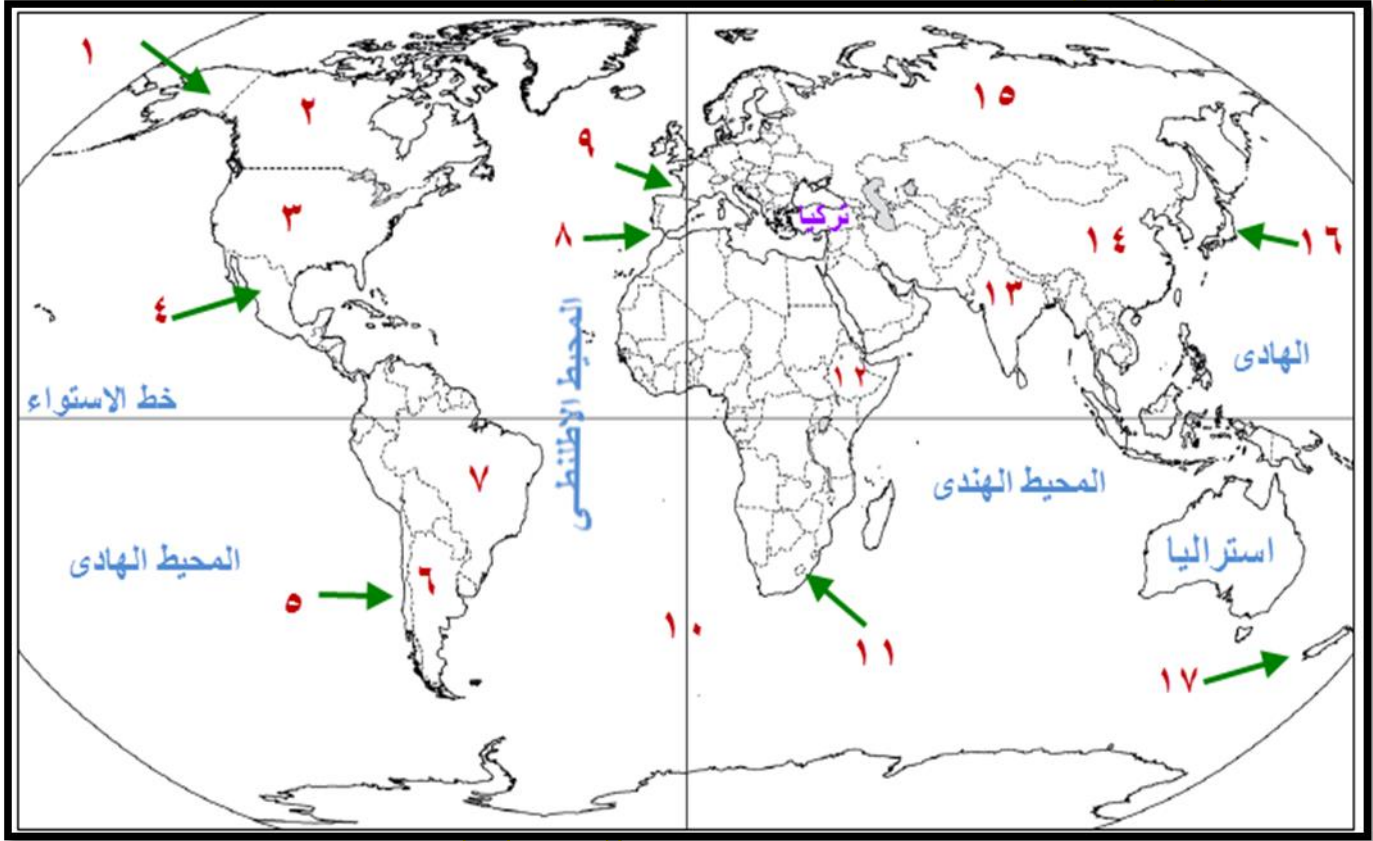 ١
٢
١٥
٩
٣
تركيا
٨
١٤
١٦
٤
١٣
المحيط الاطلنطى
الهادى
١٢
خط الاستواء
٧
المحيط الهندى
المحيط الهادى
استراليا
٦
٥
١٠
١١
١٧